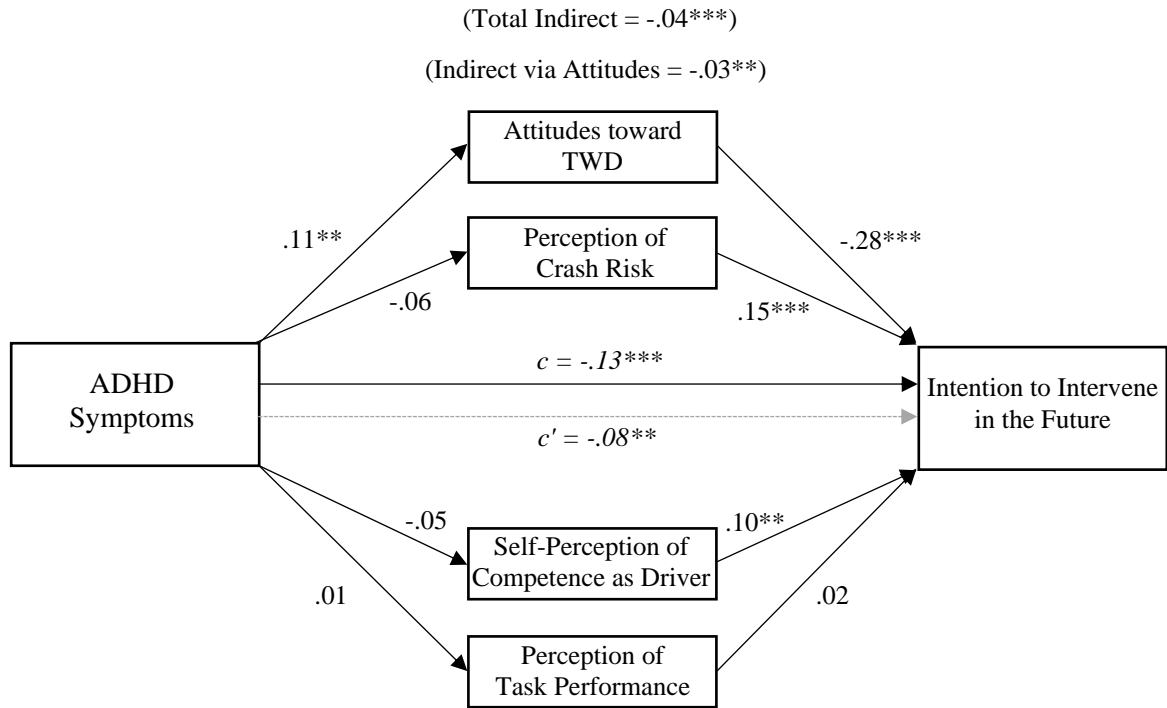 (Total Indirect = -.04***)
(Indirect via Attitudes = -.03**)
Attitudes toward
TWD
.11**
-.28***
Perception of
Crash Risk
-.06
.15***
ADHD
Symptoms
c = -.13***
c' = -.08**
Intention to Intervene
in the Future
-.05
.10**
Self-Perception of
Competence as Driver
.01
.02
Perception of
Task Performance